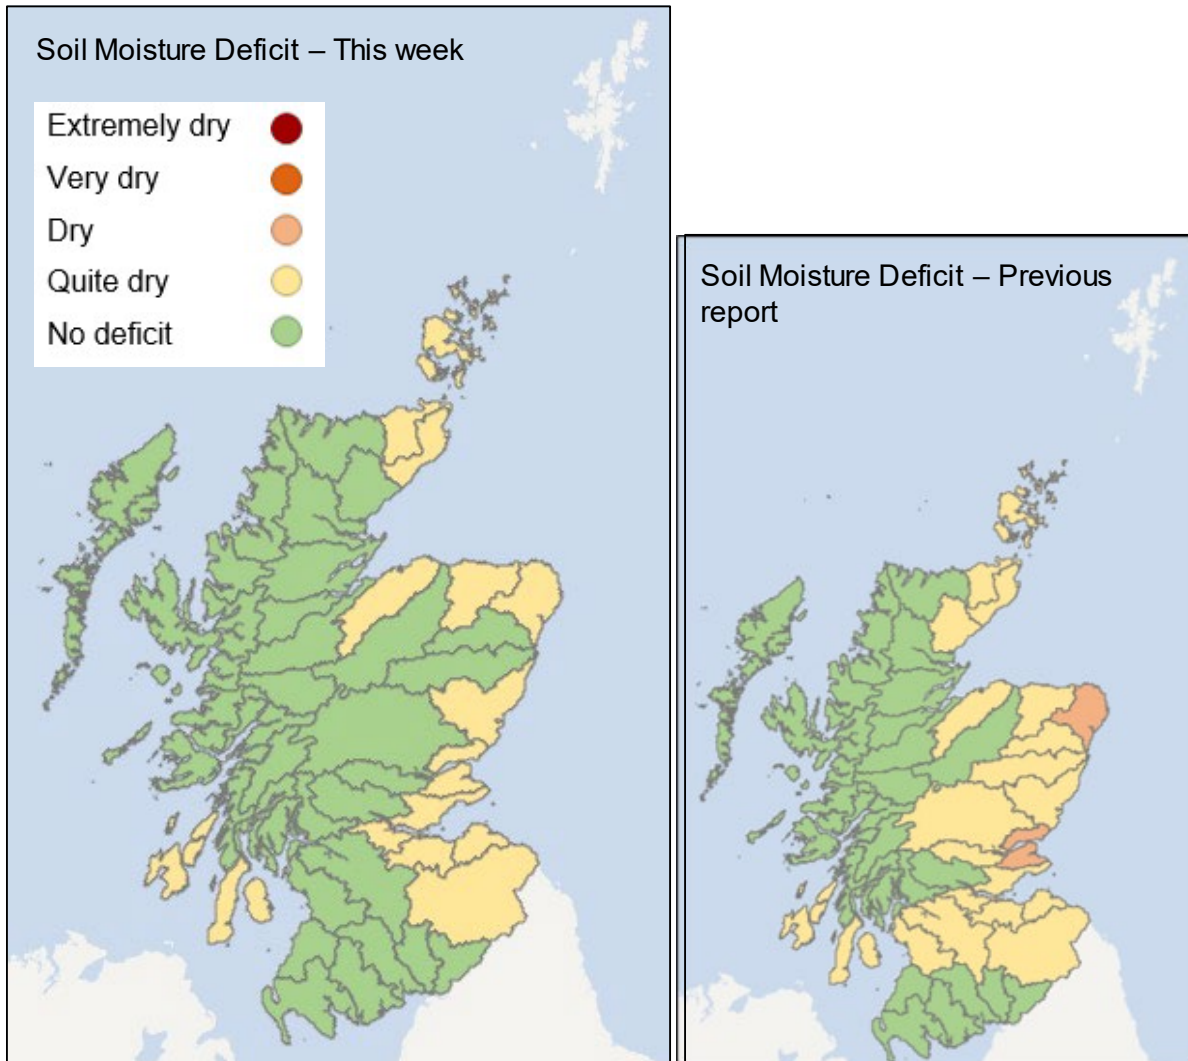 Soil Moisture Deficit – This week
Extremely dry
Very dry
Dry
Quite dry
No deficit
Soil Moisture Deficit – Previous
report